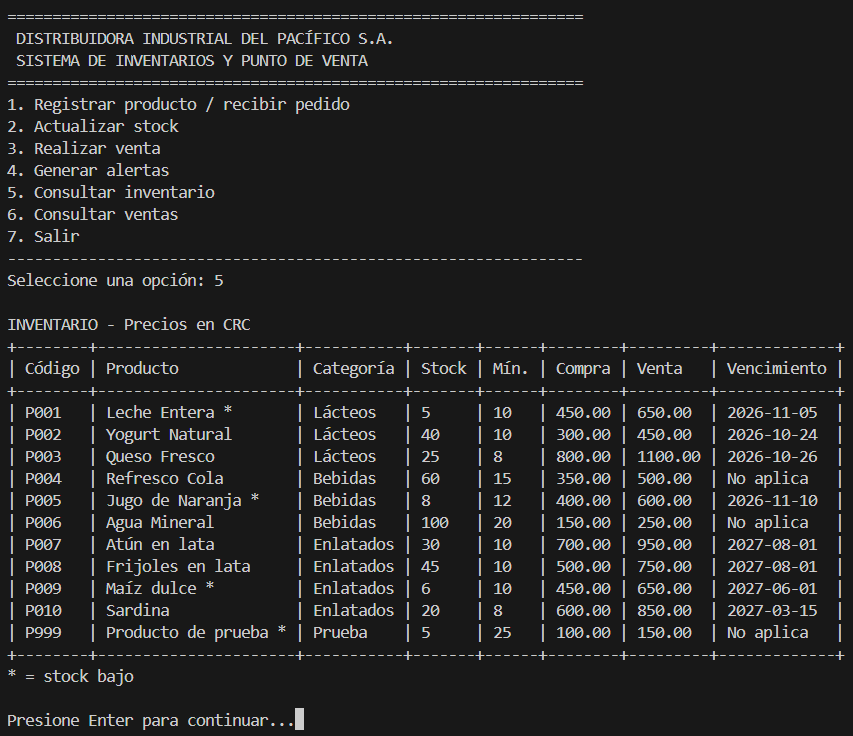 ================================================================
 DISTRIBUIDORA INDUSTRIAL DEL PACÍFICO S.A.
 SISTEMA DE INVENTARIOS Y PUNTO DE VENTA
================================================================
1. Registrar producto / recibir pedido
2. Actualizar stock
3. Realizar venta
4. Generar alertas
5. Consultar inventario
6. Consultar ventas
7. Salir
----------------------------------------------------------------
Seleccione una opción: 5
INVENTARIO - Precios en CRC
+--------+----------------------+-----------+-------+------+--------+---------+-------------+
| Código | Producto             | Categoría | Stock | Mín. | Compra | Venta   | Vencimiento |
+--------+----------------------+-----------+-------+------+--------+---------+-------------+
| P001   | Leche Entera *       | Lácteos   | 5     | 10   | 450.00 | 650.00  | 2026-11-05  |
| P002   | Yogurt Natural       | Lácteos   | 40    | 10   | 300.00 | 450.00  | 2026-10-24  |
| P003   | Queso Fresco         | Lácteos   | 25    | 8    | 800.00 | 1100.00 | 2026-10-26  |
| P004   | Refresco Cola        | Bebidas   | 60    | 15   | 350.00 | 500.00  | No aplica   |
| P005   | Jugo de Naranja *    | Bebidas   | 8     | 12   | 400.00 | 600.00  | 2026-11-10  |
| P006   | Agua Mineral         | Bebidas   | 100   | 20   | 150.00 | 250.00  | No aplica   |
| P007   | Atún en lata         | Enlatados | 30    | 10   | 700.00 | 950.00  | 2027-08-01  |
| P008   | Frijoles en lata     | Enlatados | 45    | 10   | 500.00 | 750.00  | 2027-08-01  |
| P009   | Maíz dulce *         | Enlatados | 6     | 10   | 450.00 | 650.00  | 2027-06-01  |
| P010   | Sardina              | Enlatados | 20    | 8    | 600.00 | 850.00  | 2027-03-15  |
| P999   | Producto de prueba * | Prueba    | 5     | 25   | 100.00 | 150.00  | No aplica   |
+--------+----------------------+-----------+-------+------+--------+---------+-------------+
* = stock bajo
Presione Enter para continuar...